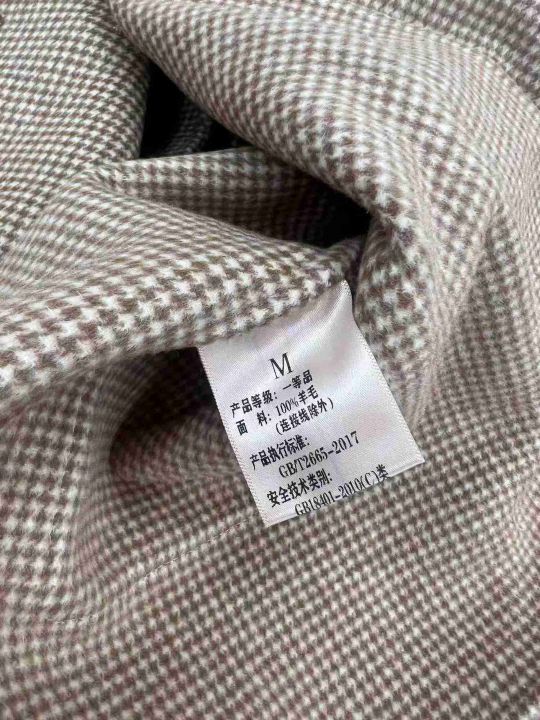 M
产品等级：一等品
面 料：100%羊毛
(连接线除外)
产品执行标准：
GB/T2665-2017
安全技术类别：
GB18401-2010(C)类